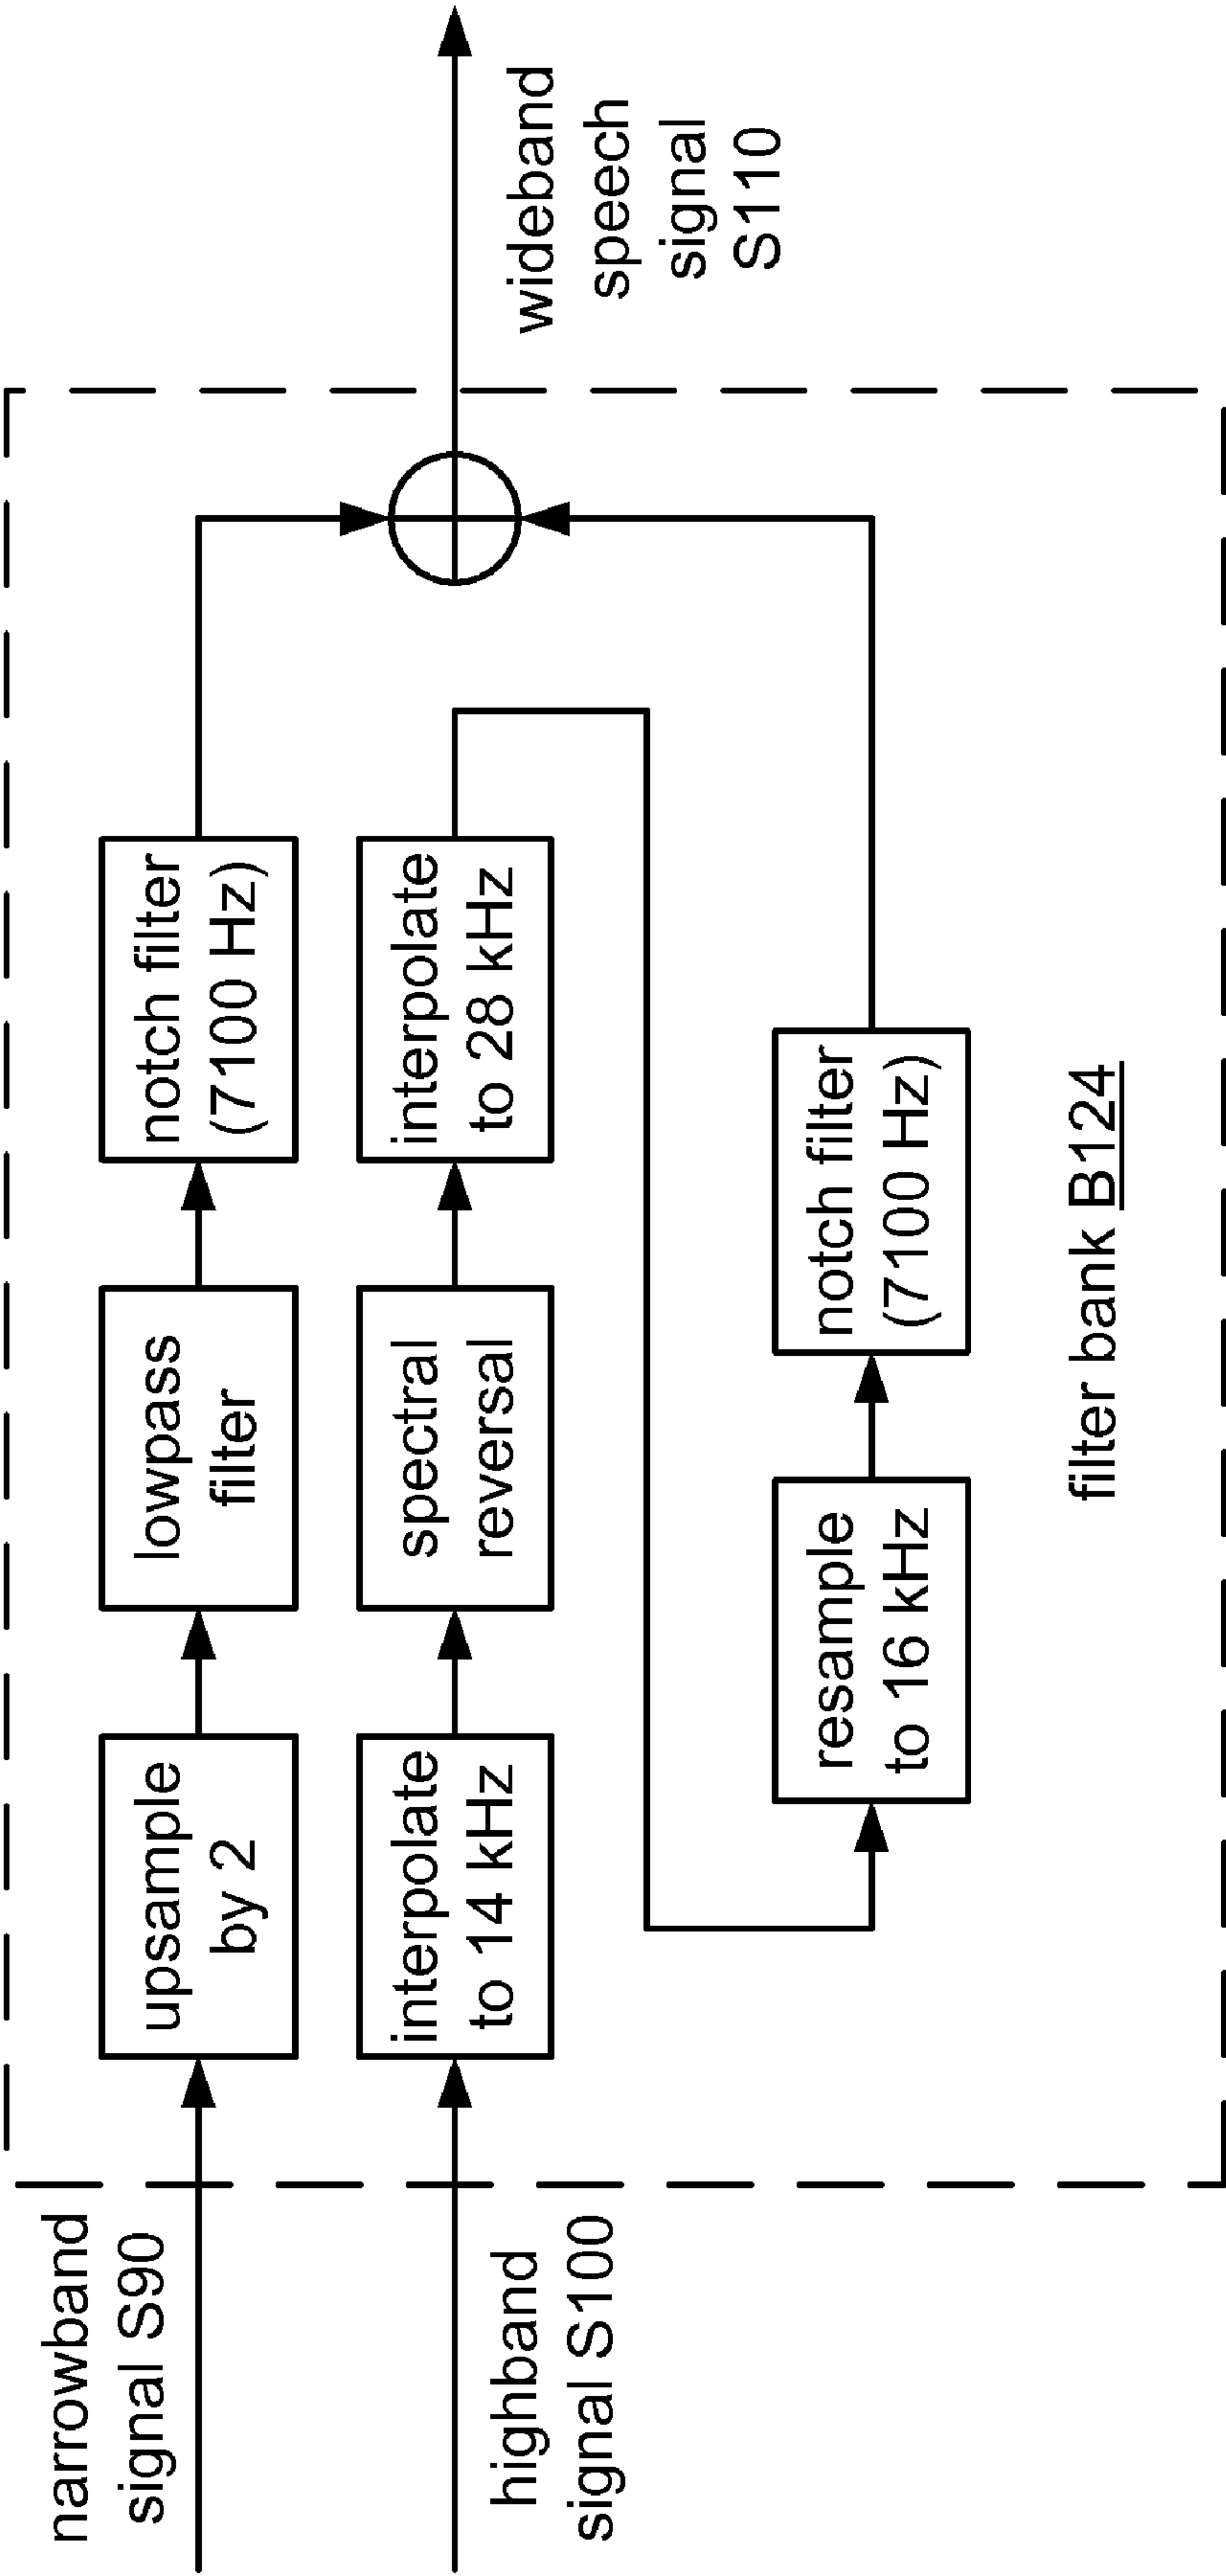 narrowband
signal S90
upsample
by 2
lowpass
filter
notch filter
(7100 Hz)
highband
signal S100
interpolate
to 14 kHz
spectral
reversal
interpolate
to 28 kHz
resample
to 16 kHz
notch filter
(7100 Hz)
wideband
speech
signal
S110
filter bank B124